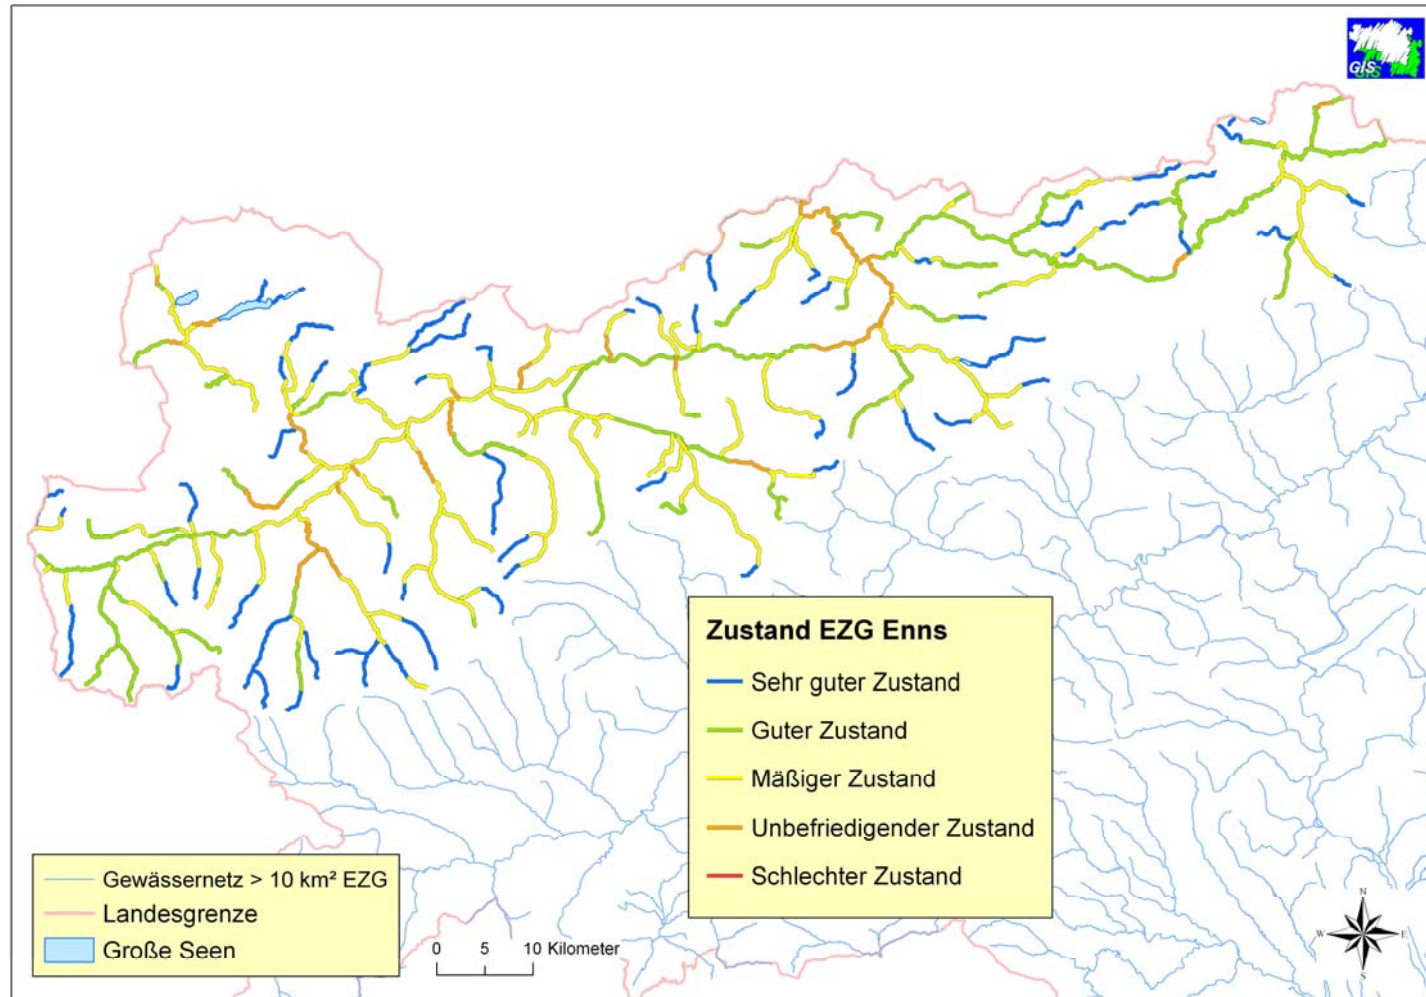 GIS
GIS
Zustand EZG Enns
Sehr guter Zustand
Guter Zustand
Mäßiger Zustand
Unbefriedigender Zustand
Schlechter Zustand
Gewässernetz > 10 km² EZG
Landesgrenze
Große Seen
0 5 10 Kilometer
N
W E
S